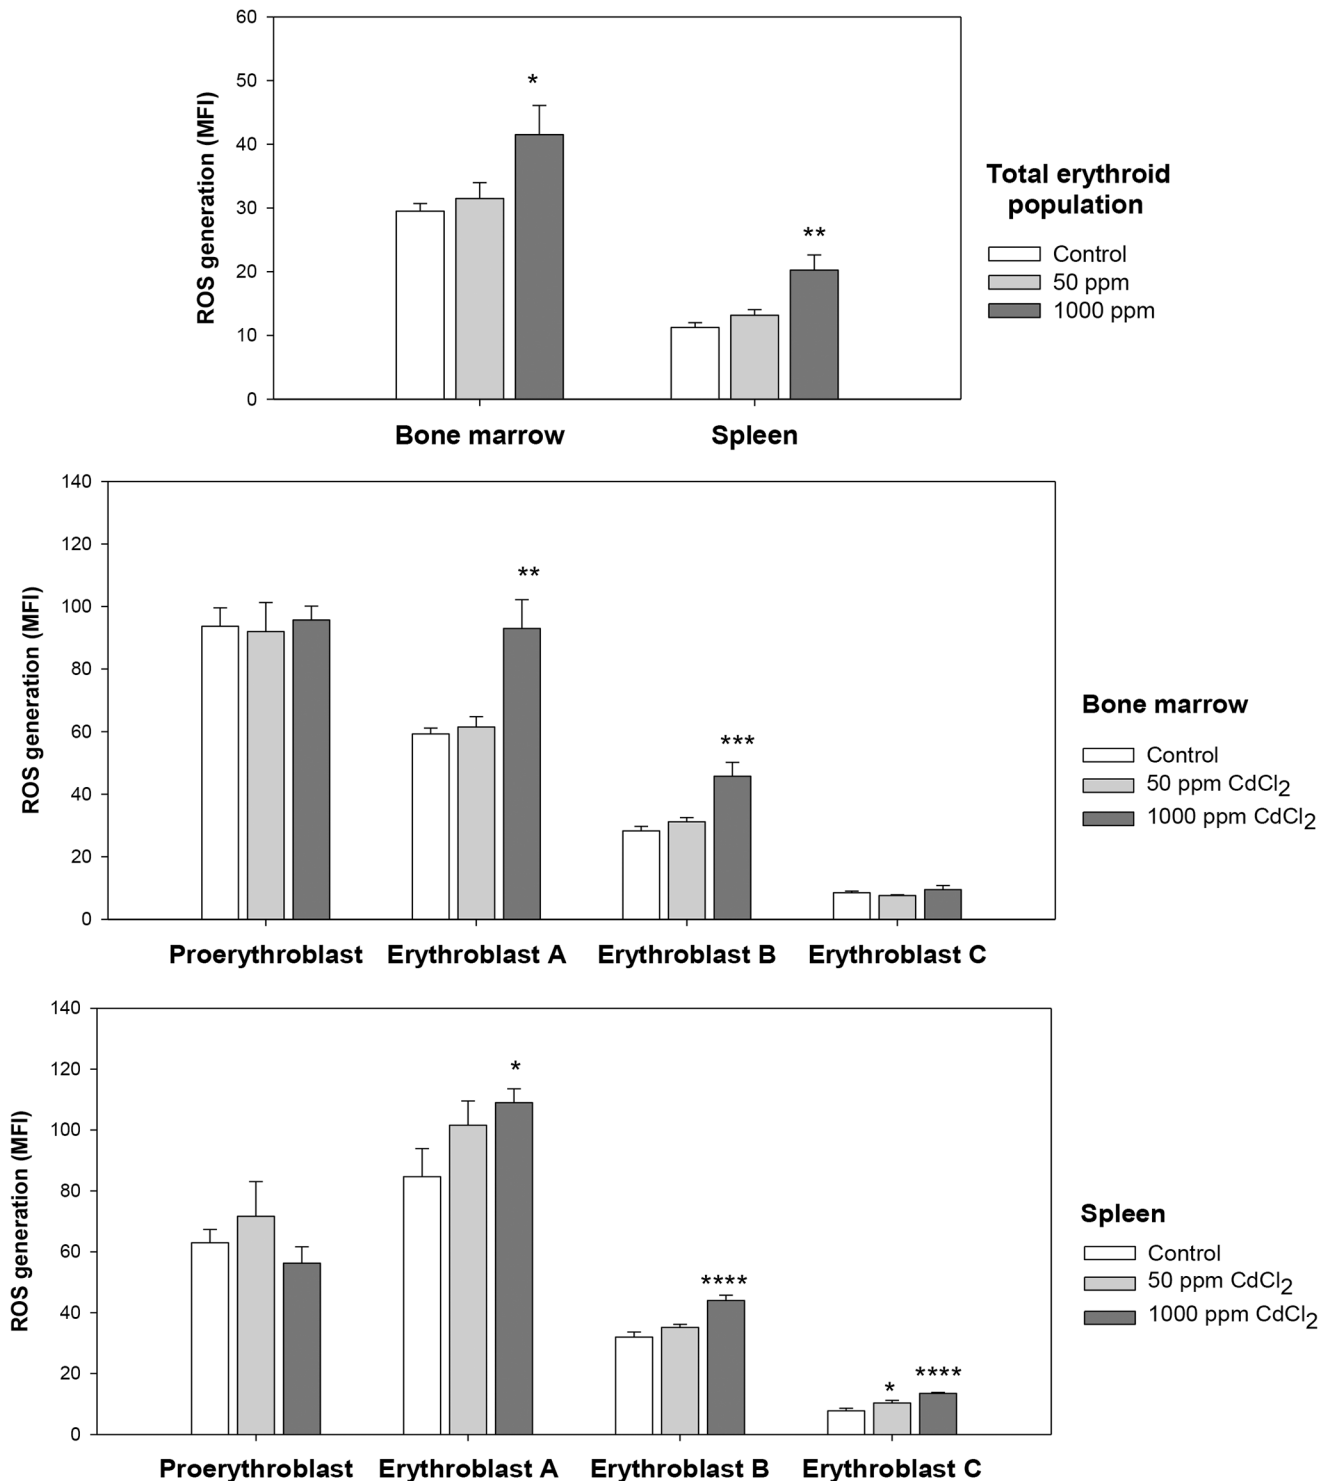 60
50
40
30
20
10
0
ROS generation (MFI)
*
**
Bone marrow
Spleen
Total erythroid
population
Control
50 ppm
1000 ppm
140
120
100
80
60
40
20
0
ROS generation (MFI)
**
***
Proerythroblast
Erythroblast A
Erythroblast B
Erythroblast C
Bone marrow
Control
50 ppm CdCl2
1000 ppm CdCl2
140
120
100
80
60
40
20
0
ROS generation (MFI)
*
****
*
****
Proerythroblast
Erythroblast A
Erythroblast B
Erythroblast C
Spleen
Control
50 ppm CdCl2
1000 ppm CdCl2